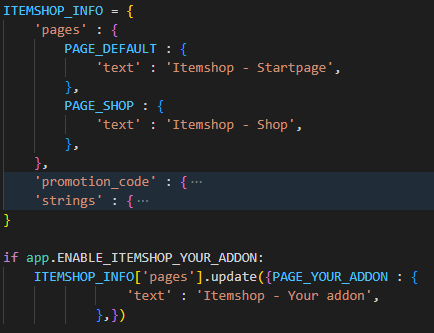 ITEMSHOP_INFO = {
    'pages' : {
        PAGE_DEFAULT : {
            'text' : 'Itemshop - Startpage',
        },
        PAGE_SHOP : {
            'text' : 'Itemshop - Shop',
        },
    },
    'promotion_code' : {⋯
    'strings' : {⋯
}

if app.ENABLE_ITEMSHOP_YOUR_ADDON:
    ITEMSHOP_INFO['pages'].update({PAGE_YOUR_ADDON : {
                'text' : 'Itemshop - Your addon',
            },})